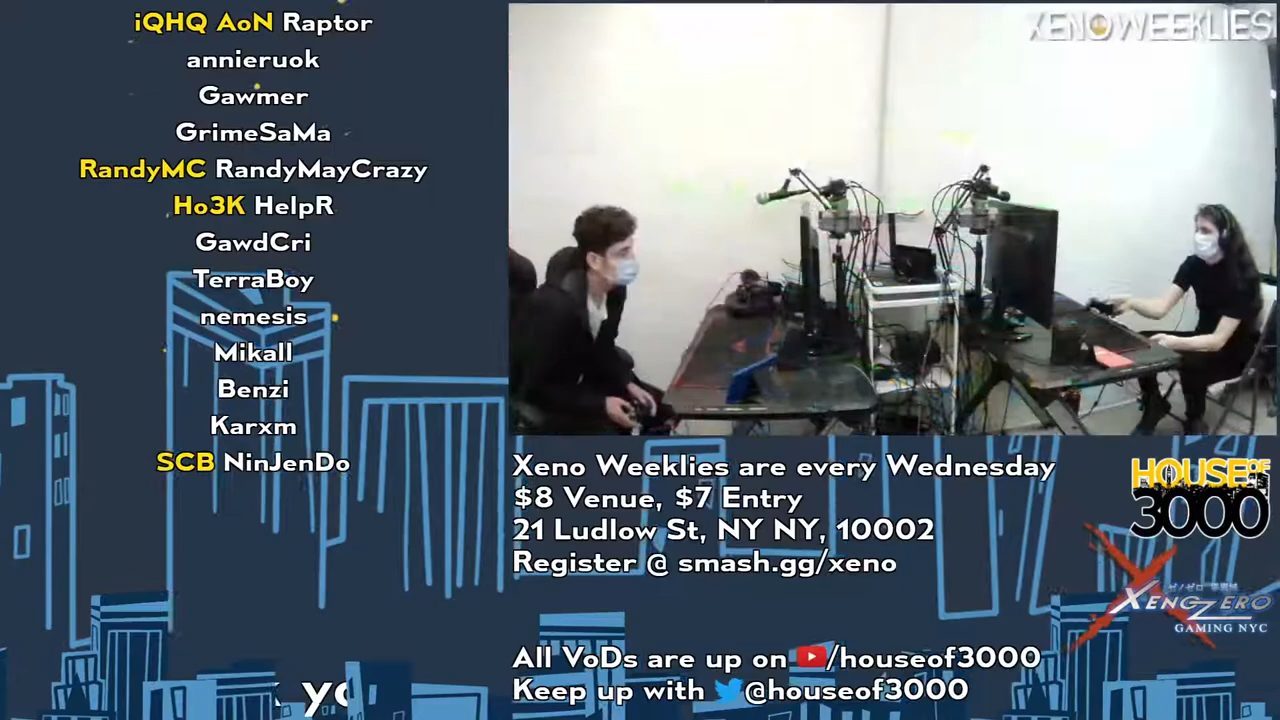 iQHQ AoN Raptor
annieruok
Gawmer
GrimeSaMa
RandyMC RandyMayCrazy
Ho3K HelpR
GawdCri
TerraBoy
nemesis
Mikall
Benzi
Karxm
SCB NinJenDo
XENOWEEKLIES
Xeno Weeklies are every Wednesday
$8 Venue, $7 Entry
21 Ludlow St, NY NY, 10002
Register @ smash.gg/xeno
HOUSE OF
3000
XENOZERO
GAMING NYC
All VoDs are up on /houseof3000
Keep up with @houseof3000